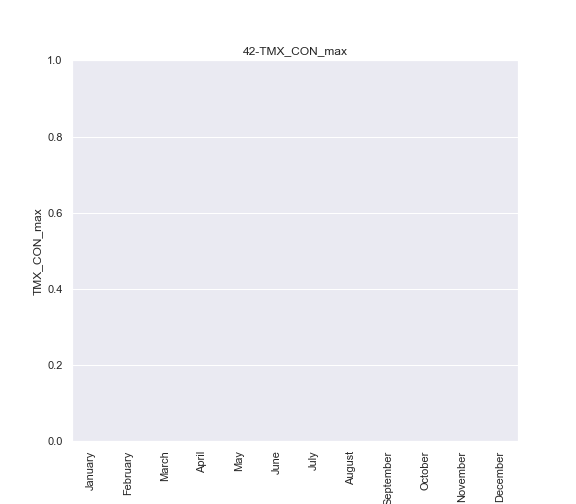 42-TMX_CON_max
1.0
0.8
0.6
0.4
0.2
0.0
TMX_CON_max
January
February
March
April
May
June
July
August
September
October
November
December